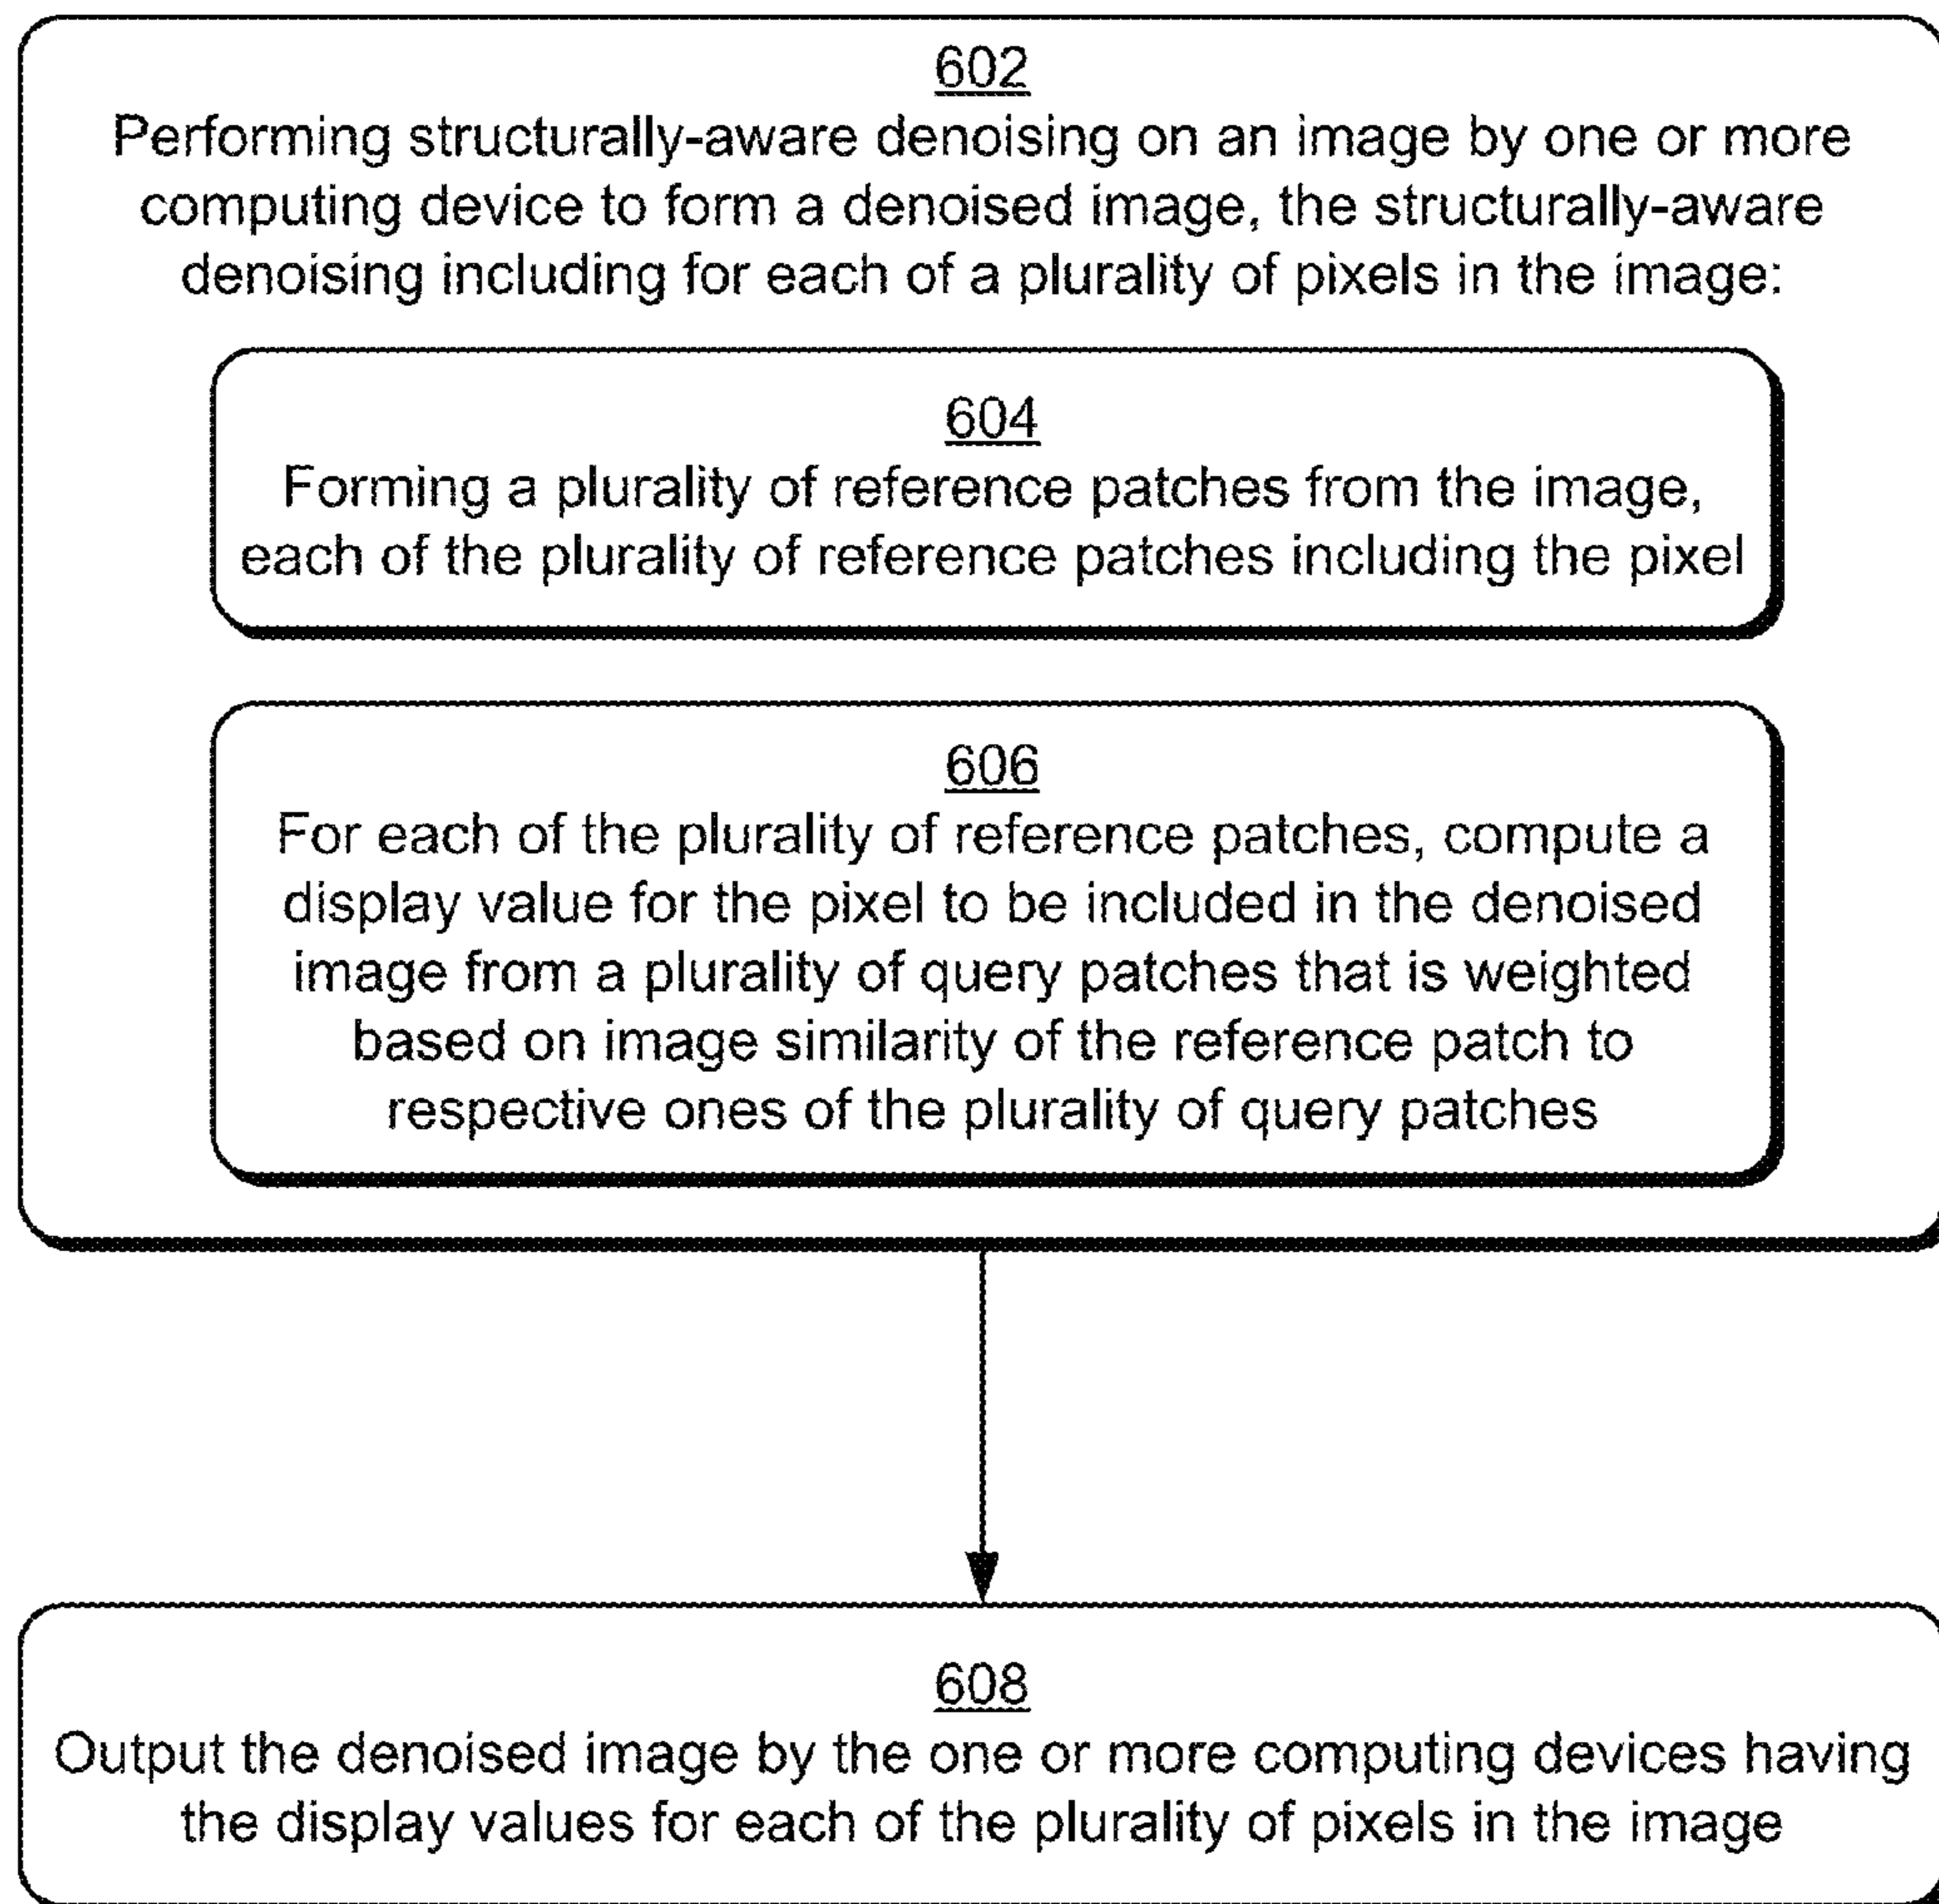 602
Performing structurally-aware denoising on an image by one or more
computing device to form a denoised image, the structurally-aware
denoising including for each of a plurality of pixels in the image:
604
Forming a plurality of reference patches from the image,
each of the plurality of reference patches including the pixel
606
For each of the plurality of reference patches, compute a
display value for the pixel to be included in the denoised
image from a plurality of query patches that is weighted
based on image similarity of the reference patch to
respective ones of the plurality of query patches
608
Output the denoised image by the one or more computing devices having
the display values for each of the plurality of pixels in the image